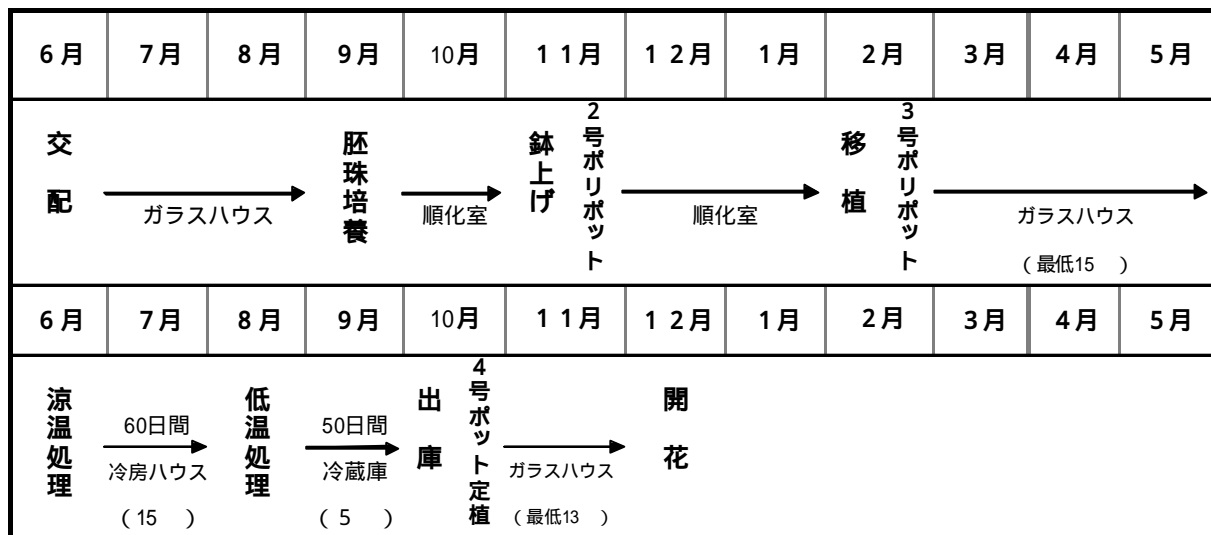 6月 7月 8月 9月 10月 11月 12月 1月 2月 3月 4月 5月
交配
ガラスハウス
胚珠培養
順化室
鉢上げ
2号ポリポット
順化室
移植
3号ポリポット
ガラスハウス
（最低15　）
6月 7月 8月 9月 10月 11月 12月 1月 2月 3月 4月 5月
涼温処理
60日間
冷房ハウス
（15　）
低温処理
50日間
冷蔵庫
（5　）
出庫
4号ポット定植
ガラスハウス
（最低13　）
開花